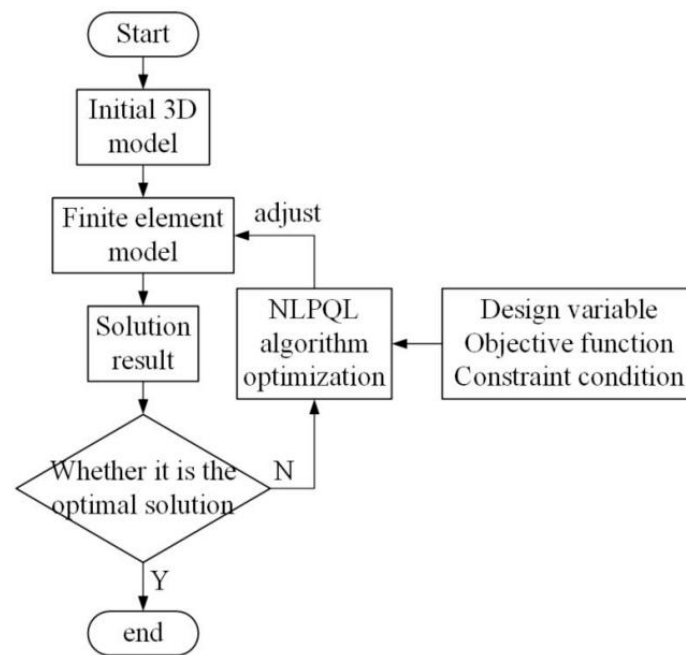 Start
Initial 3D
model
Finite element
model
adjust
Solution
result
NLPQL
algorithm
optimization
Design variable
Objective function
Constraint condition
Whether it is the
optimal solution
N
Y
end